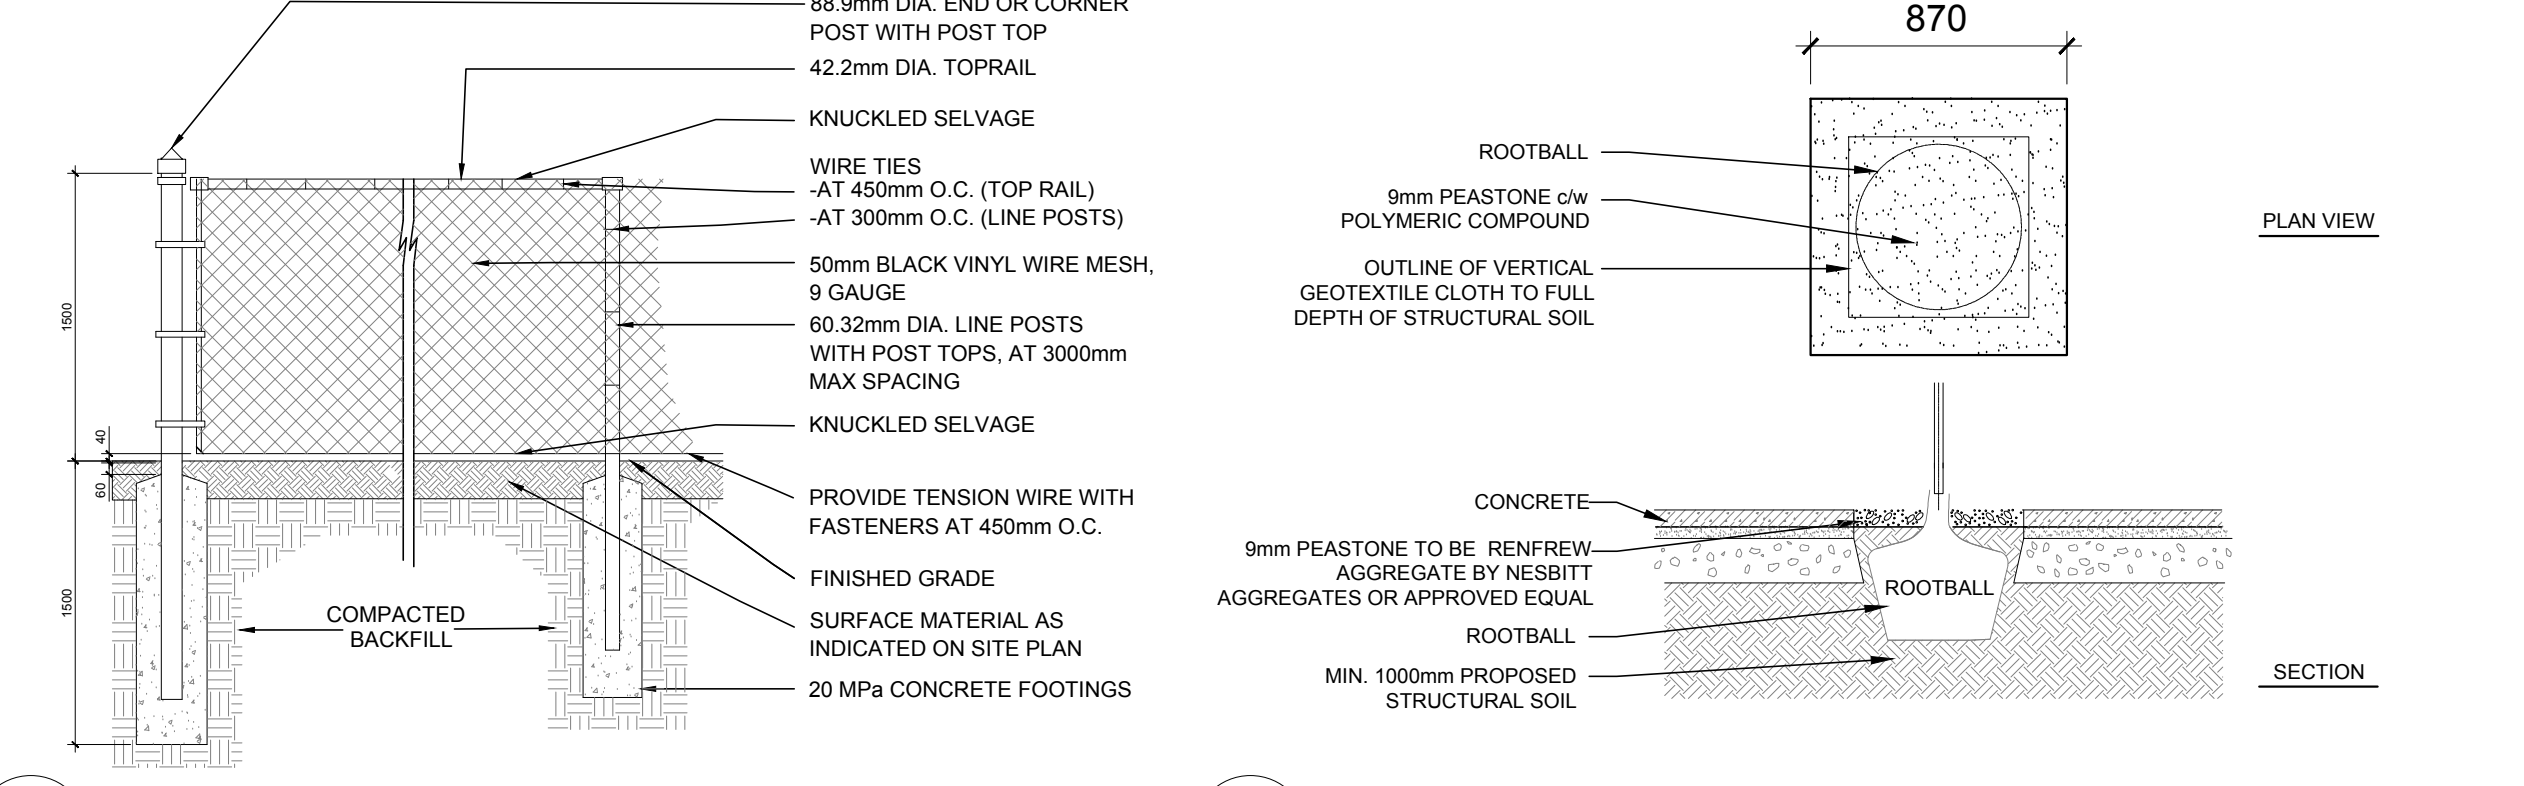 88.9mm DIA. END OR CORNER
POST WITH POST TOP
42.2mm DIA. TOPRAIL
KNUCKLED SELVAGE
WIRE TIES
-AT 450mm O.C. (TOP RAIL)
-AT 300mm O.C. (LINE POSTS)
50mm BLACK VINYL WIRE MESH,
9 GAUGE
60.32mm DIA. LINE POSTS
WITH POST TOPS, AT 3000mm
MAX SPACING
KNUCKLED SELVAGE
PROVIDE TENSION WIRE WITH
FASTENERS AT 450mm O.C.
FINISHED GRADE
SURFACE MATERIAL AS
INDICATED ON SITE PLAN
20 MPa CONCRETE FOOTINGS
1500
40
60
1500
COMPACTED
BACKFILL
870
ROOTBALL
9mm PEASTONE c/w
POLYMERIC COMPOUND
OUTLINE OF VERTICAL
GEOTEXTILE CLOTH TO FULL
DEPTH OF STRUCTURAL SOIL
PLAN VIEW
CONCRETE
9mm PEASTONE TO BE RENFREW
AGGREGATE BY NESBITT
AGGREGATES OR APPROVED EQUAL
ROOTBALL
ROOTBALL
MIN. 1000mm PROPOSED
STRUCTURAL SOIL
SECTION